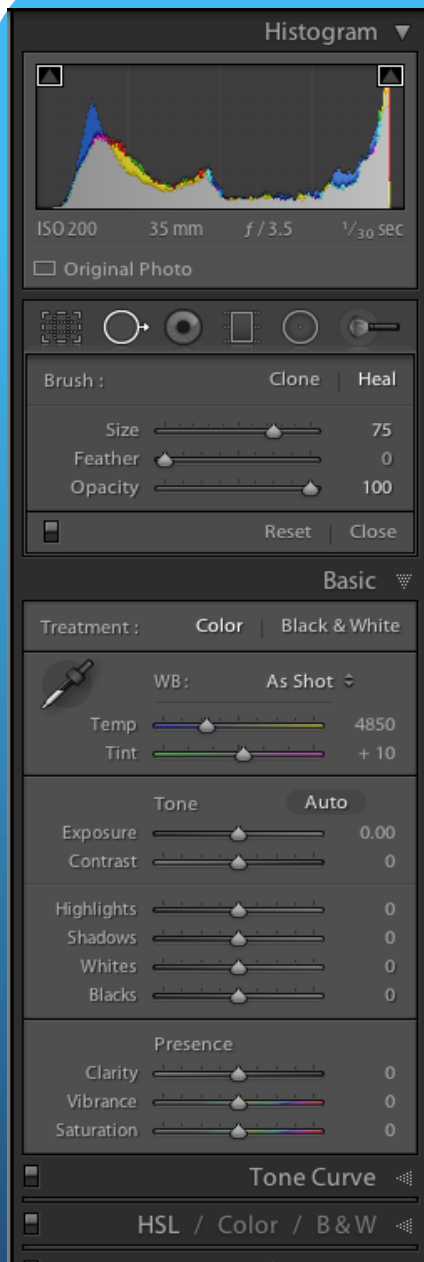 Histogram
ISO 200 35 mm ƒ / 3.5 1/30 sec
Original Photo
Brush : Clone | Heal
Size 75
Feather 0
Opacity 100
Reset | Close
Basic
Treatment : Color | Black & White
WB: As Shot
Temp 4850
Tint + 10
Tone Auto
Exposure 0.00
Contrast 0
Highlights 0
Shadows 0
Whites 0
Blacks 0
Presence
Clarity 0
Vibrance 0
Saturation 0
Tone Curve
HSL / Color / B & W